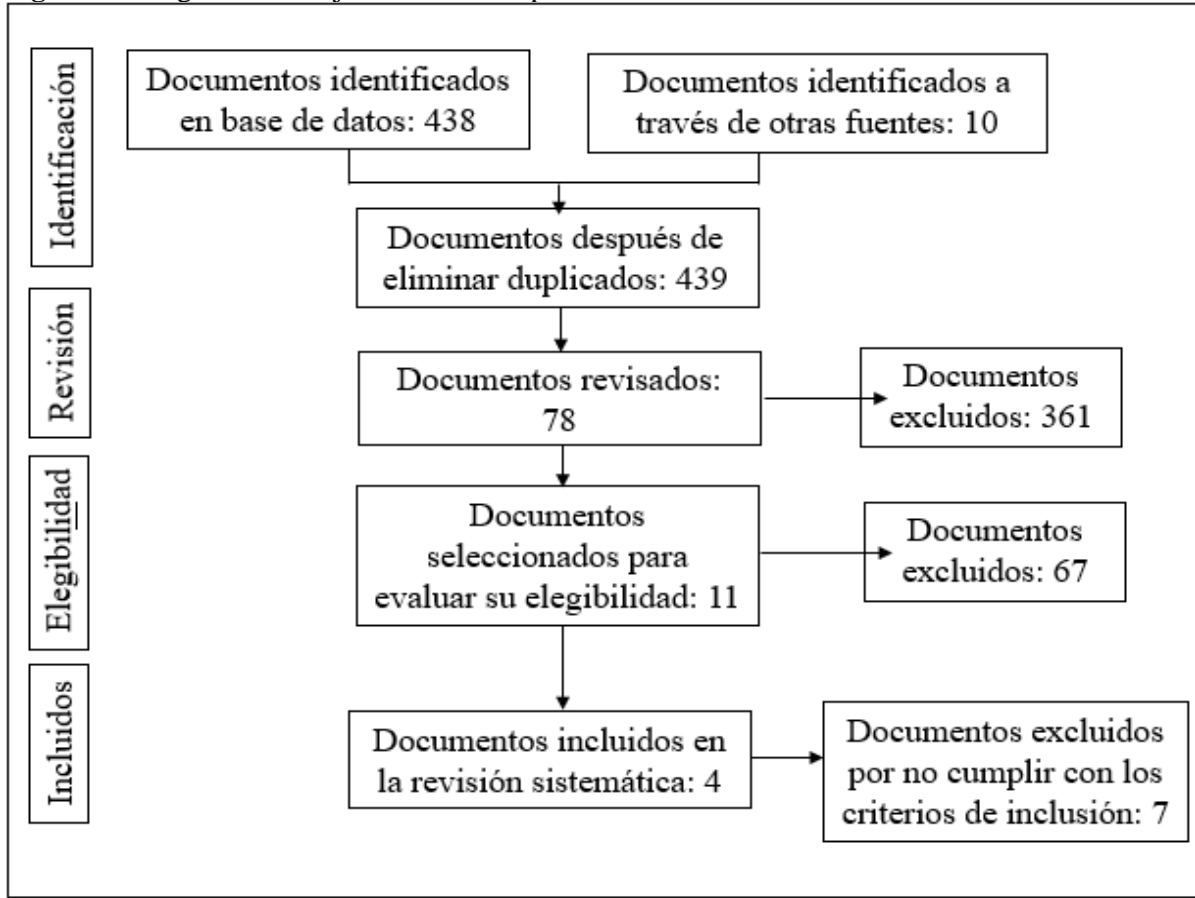 Identificación
Documentos identificados
en base de datos: 438
Documentos identificados a
través de otras fuentes: 10
Documentos después de
eliminar duplicados: 439
Revisión
Documentos revisados:
78
Documentos
excluidos: 361
Elegibilidad
Documentos
seleccionados para
evaluar su elegibilidad: 11
Documentos
excluidos: 67
Incluidos
Documentos incluidos en
la revisión sistemática: 4
Documentos excluidos
por no cumplir con los
criterios de inclusión: 7